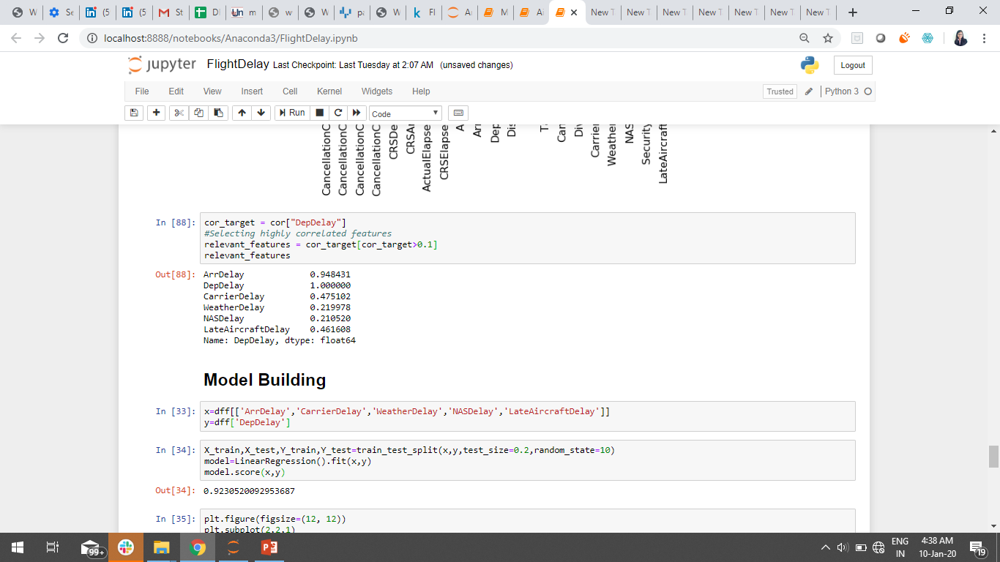 W
Se
(5
(5
M St
DI
Un m
w
W
pa
W
k Fl
A
M
A
New T
New T
New T
New T
New T
New T
New T
localhost:8888/notebooks/Anaconda3/FlightDelay.ipynb
jupyter FlightDelay Last Checkpoint: Last Tuesday at 2:07 AM (unsaved changes)
Logout
File Edit View Insert Cell Kernel Widgets Help
Trusted Python 3
Run Code
CancellationC
CancellationC
CancellationC
CancellationC
CRSDe
CRSA
ActualElapse
CRSElapse
A
Arr
Dep
Dis
T
Can
Div
Carrier
Weather
NAS
Security
LateAircraft
In [88]: cor_target = cor["DepDelay"]
#Selecting highly correlated features
relevant_features = cor_target[cor_target>0.1]
relevant_features
Out[88]: ArrDelay 0.948431
DepDelay 1.000000
CarrierDelay 0.475102
WeatherDelay 0.219978
NASDelay 0.210520
LateAircraftDelay 0.461608
Name: DepDelay, dtype: float64
Model Building
In [33]: x=dff[['ArrDelay','CarrierDelay','WeatherDelay','NASDelay','LateAircraftDelay']]
y=dff['DepDelay']
In [34]: X_train,X_test,Y_train,Y_test=train_test_split(x,y,test_size=0.2,random_state=10)
model=LinearRegression().fit(x,y)
model.score(x,y)
Out[34]: 0.9230520092953687
In [35]: plt.figure(figsize=(12, 12))
plt.subplot(2,2,1)
99+
ENG
IN
4:38 AM
10-Jan-20
19